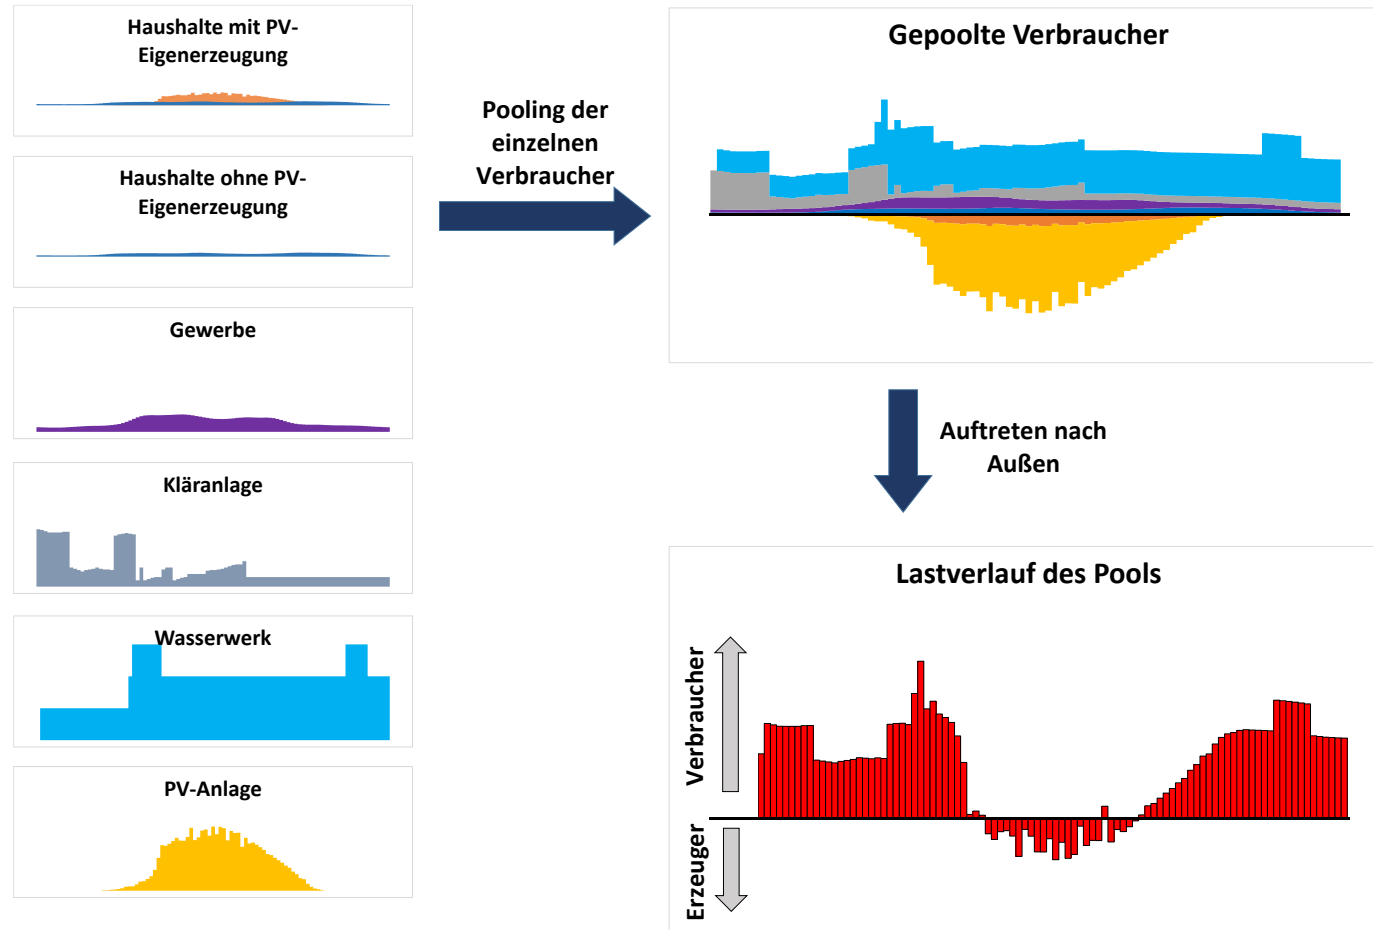 Haushalte mit PV-
Eigenerzeugung
Haushalte ohne PV-
Eigenerzeugung
Gewerbe
Kläranlage
Wasserwerk
PV-Anlage
Pooling der
einzelnen
Verbraucher
Gepoolte Verbraucher
Auftreten nach
Außen
Lastverlauf des Pools
Verbraucher
Erzeuger